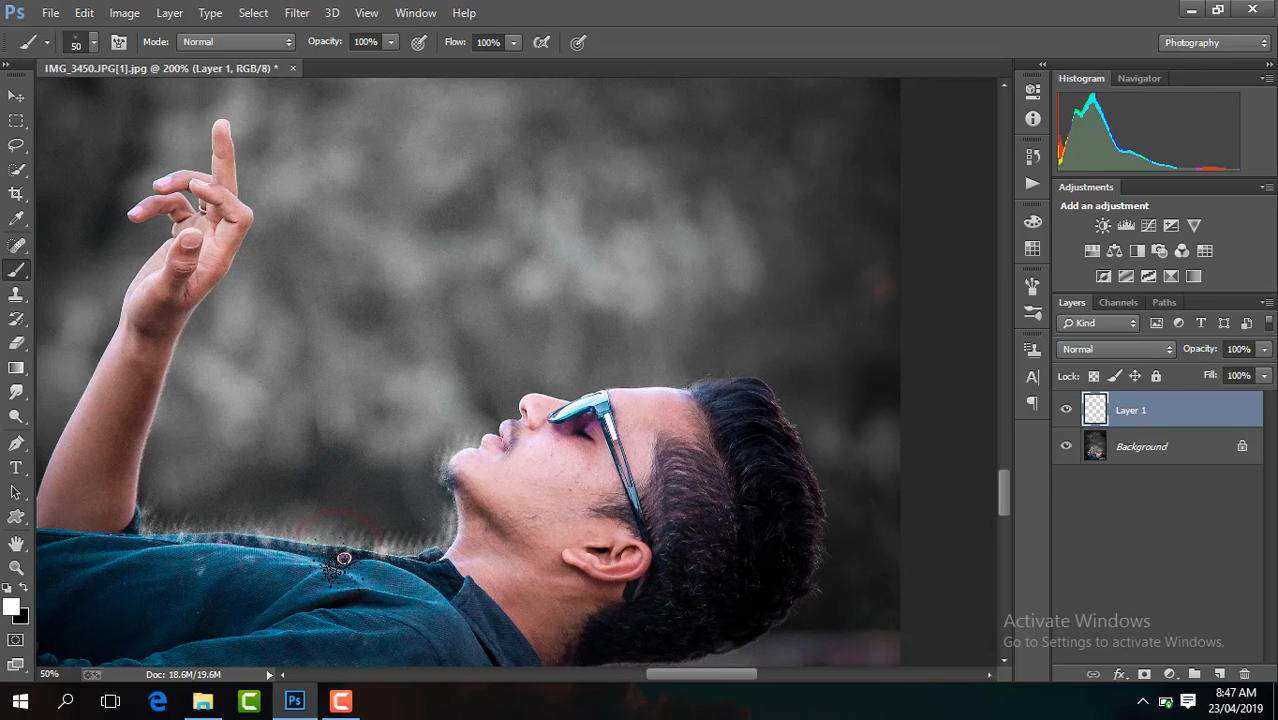 Ps File Edit Image Layer Type Select Filter 3D View Window Help
50 Mode: Normal Opacity: 100% Flow: 100% Photography
IMG_3450.JPG[1].jpg @ 200% (Layer 1, RGB/8) *
Histogram Navigator
Adjustments
Add an adjustment
Layers Channels Paths
Kind
Normal Opacity: 100%
Lock: Fill: 100%
Layer 1
Background
Activate Windows
Go to Settings to activate Windows.
50% Doc: 18.6M/19.6M
Ps
8:47 AM
23/04/2019